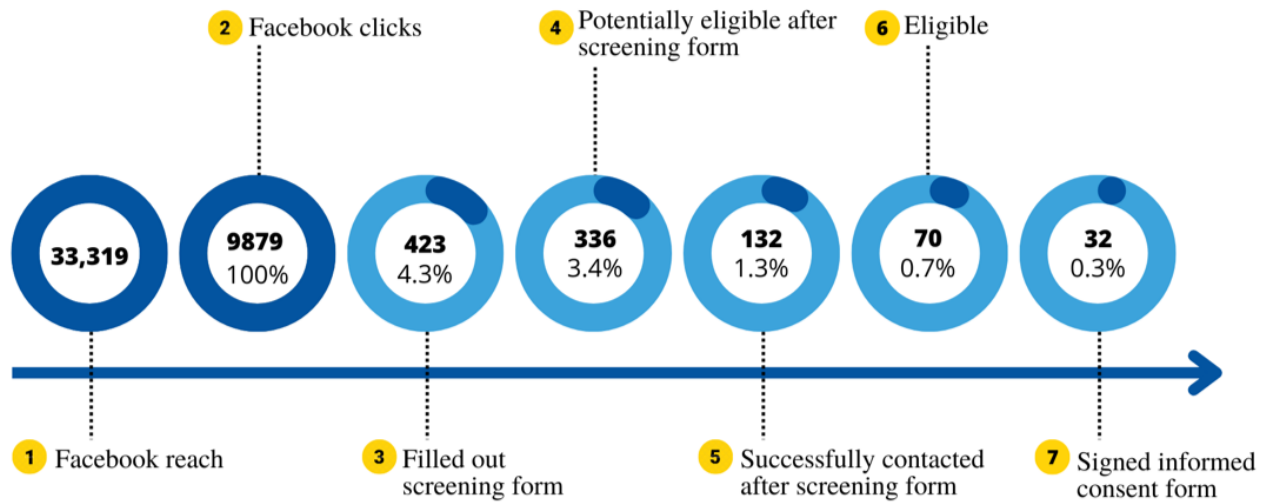 2 Facebook clicks
4 Potentially eligible after
screening form
6 Eligible
33,319
9879
100%
423
4.3%
336
3.4%
132
1.3%
70
0.7%
32
0.3%
1 Facebook reach
3 Filled out
screening form
5 Successfully contacted
after screening form
7 Signed informed
consent form